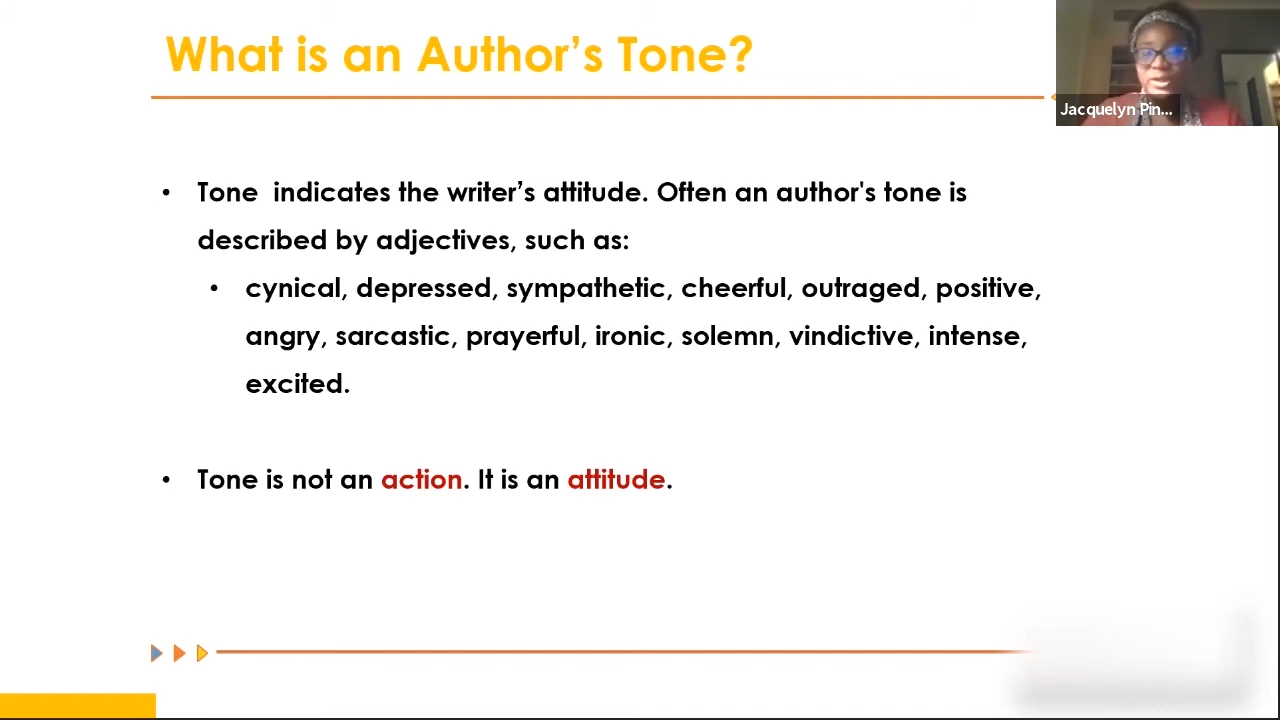 What is an Author’s Tone?
Jacquelyn Pin...
• Tone  indicates the writer’s attitude. Often an author's tone is
described by adjectives, such as:
• cynical, depressed, sympathetic, cheerful, outraged, positive,
angry, sarcastic, prayerful, ironic, solemn, vindictive, intense,
excited.
• Tone is not an action. It is an attitude.